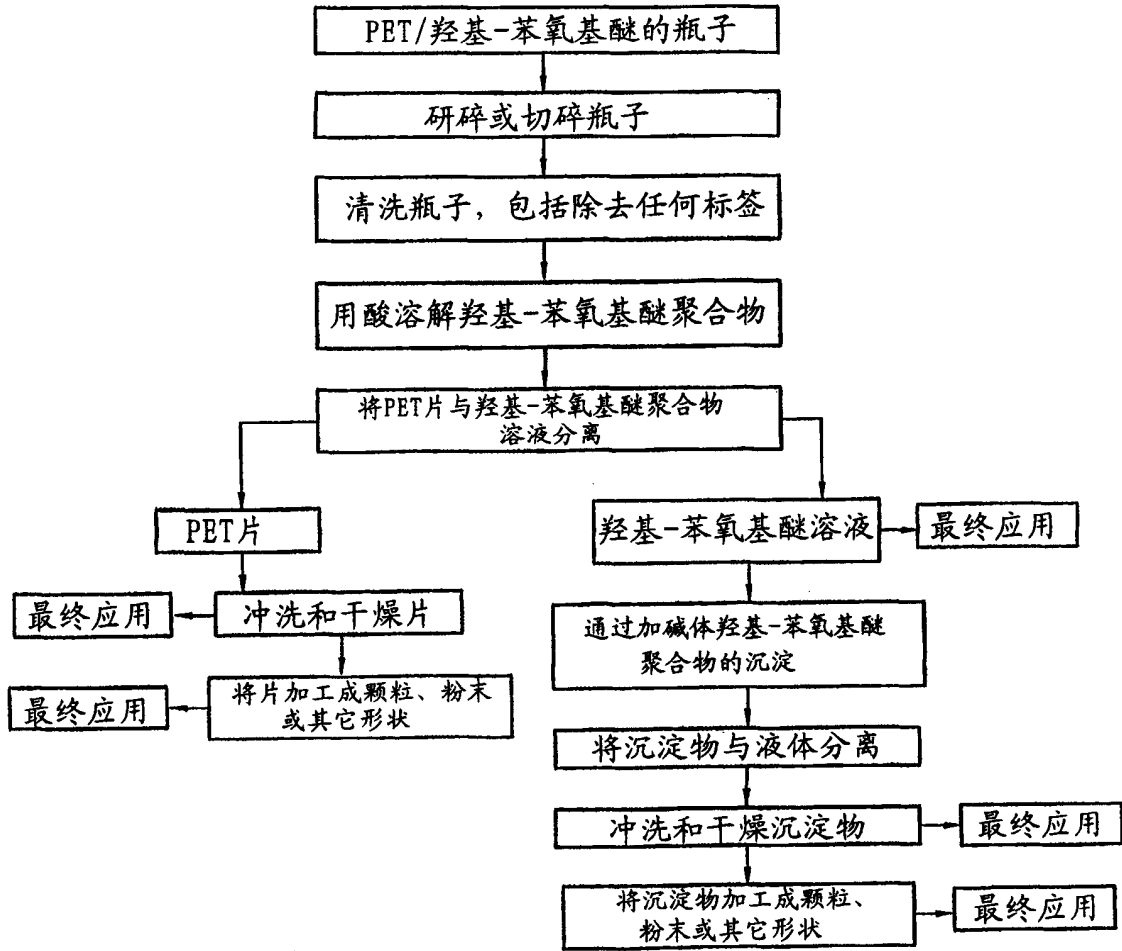 PET/羟基-苯氧基醚的瓶子
研碎或切碎瓶子
清洗瓶子，包括除去任何标签
用酸溶解羟基-苯氧基醚聚合物
将PET片与羟基-苯氧基醚聚合物
溶液分离
PET片
羟基-苯氧基醚溶液
最终应用
最终应用
冲洗和干燥片
通过加碱体羟基-苯氧基醚
聚合物的沉淀
最终应用
将片加工成颗粒、粉末
或其它形状
将沉淀物与液体分离
冲洗和干燥沉淀物
最终应用
将沉淀物加工成颗粒、
粉末或其它形状
最终应用